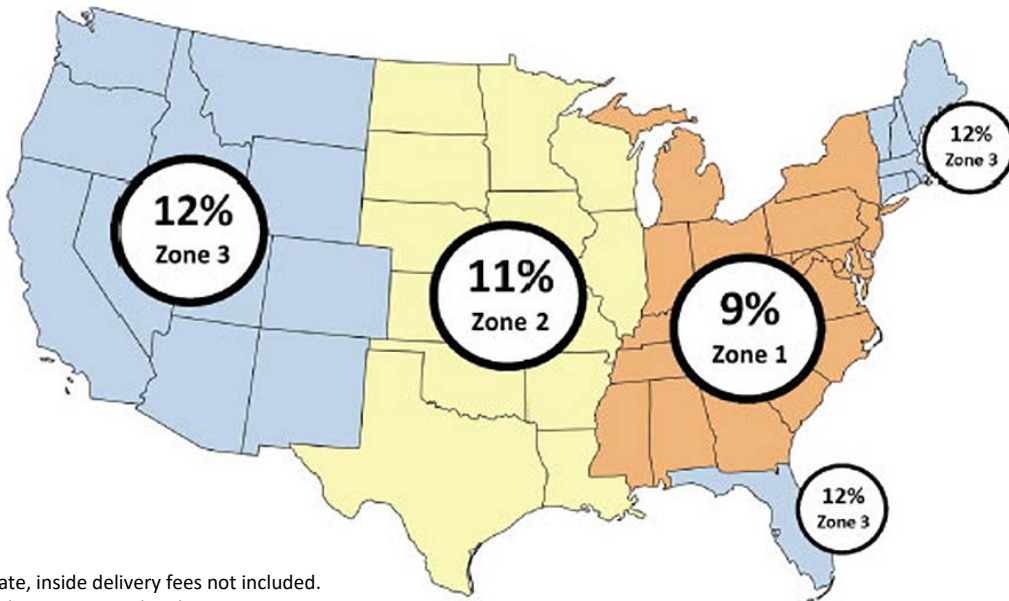 12%
Zone 3
12%
Zone 3
11%
Zone 2
9%
Zone 1
12%
Zone 3
ate, inside delivery fees not included.